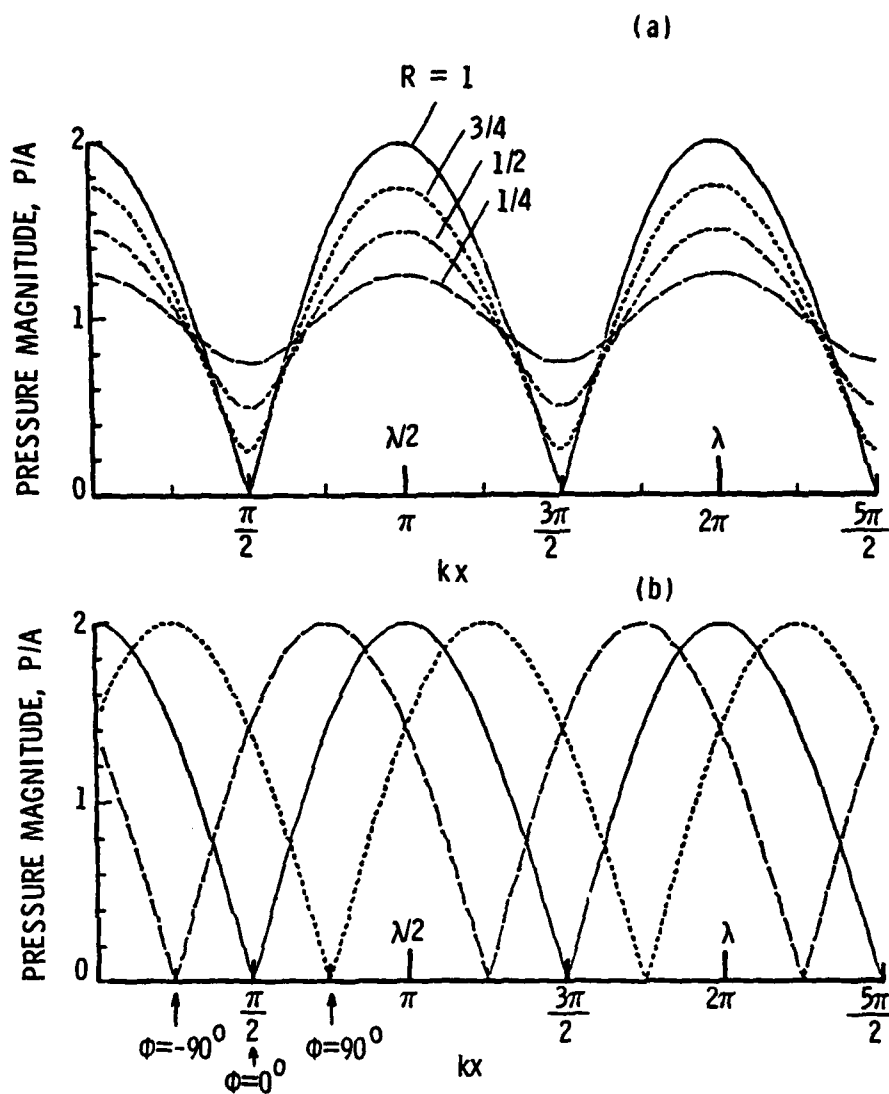 (a)
R = 1
3/4
1/2
1/4
PRESSURE MAGNITUDE, P/A
2
1
0
λ/2
λ
π/2
π
3π/2
2π
5π/2
kx
(b)
PRESSURE MAGNITUDE, P/A
2
1
0
λ/2
λ
π/2
π
3π/2
2π
5π/2
Φ=-90°
Φ=0°
Φ=90°
kx